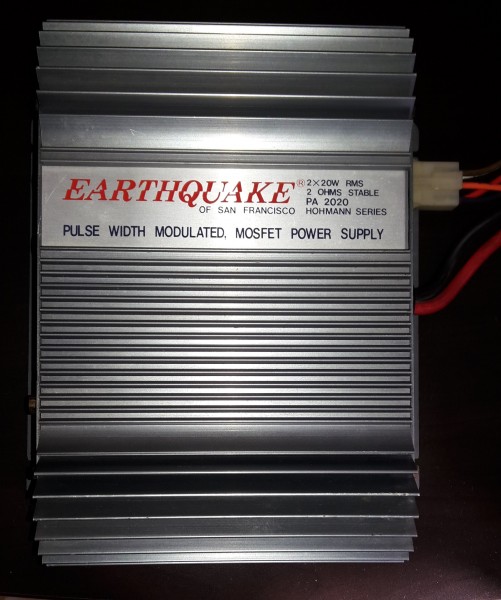 EARTHQUAKE® 2×20W RMS
2 OHMS STABLE
PA 2020
OF SAN FRANCISCO HOHMANN SERIES
PULSE WIDTH MODULATED, MOSFET POWER SUPPLY